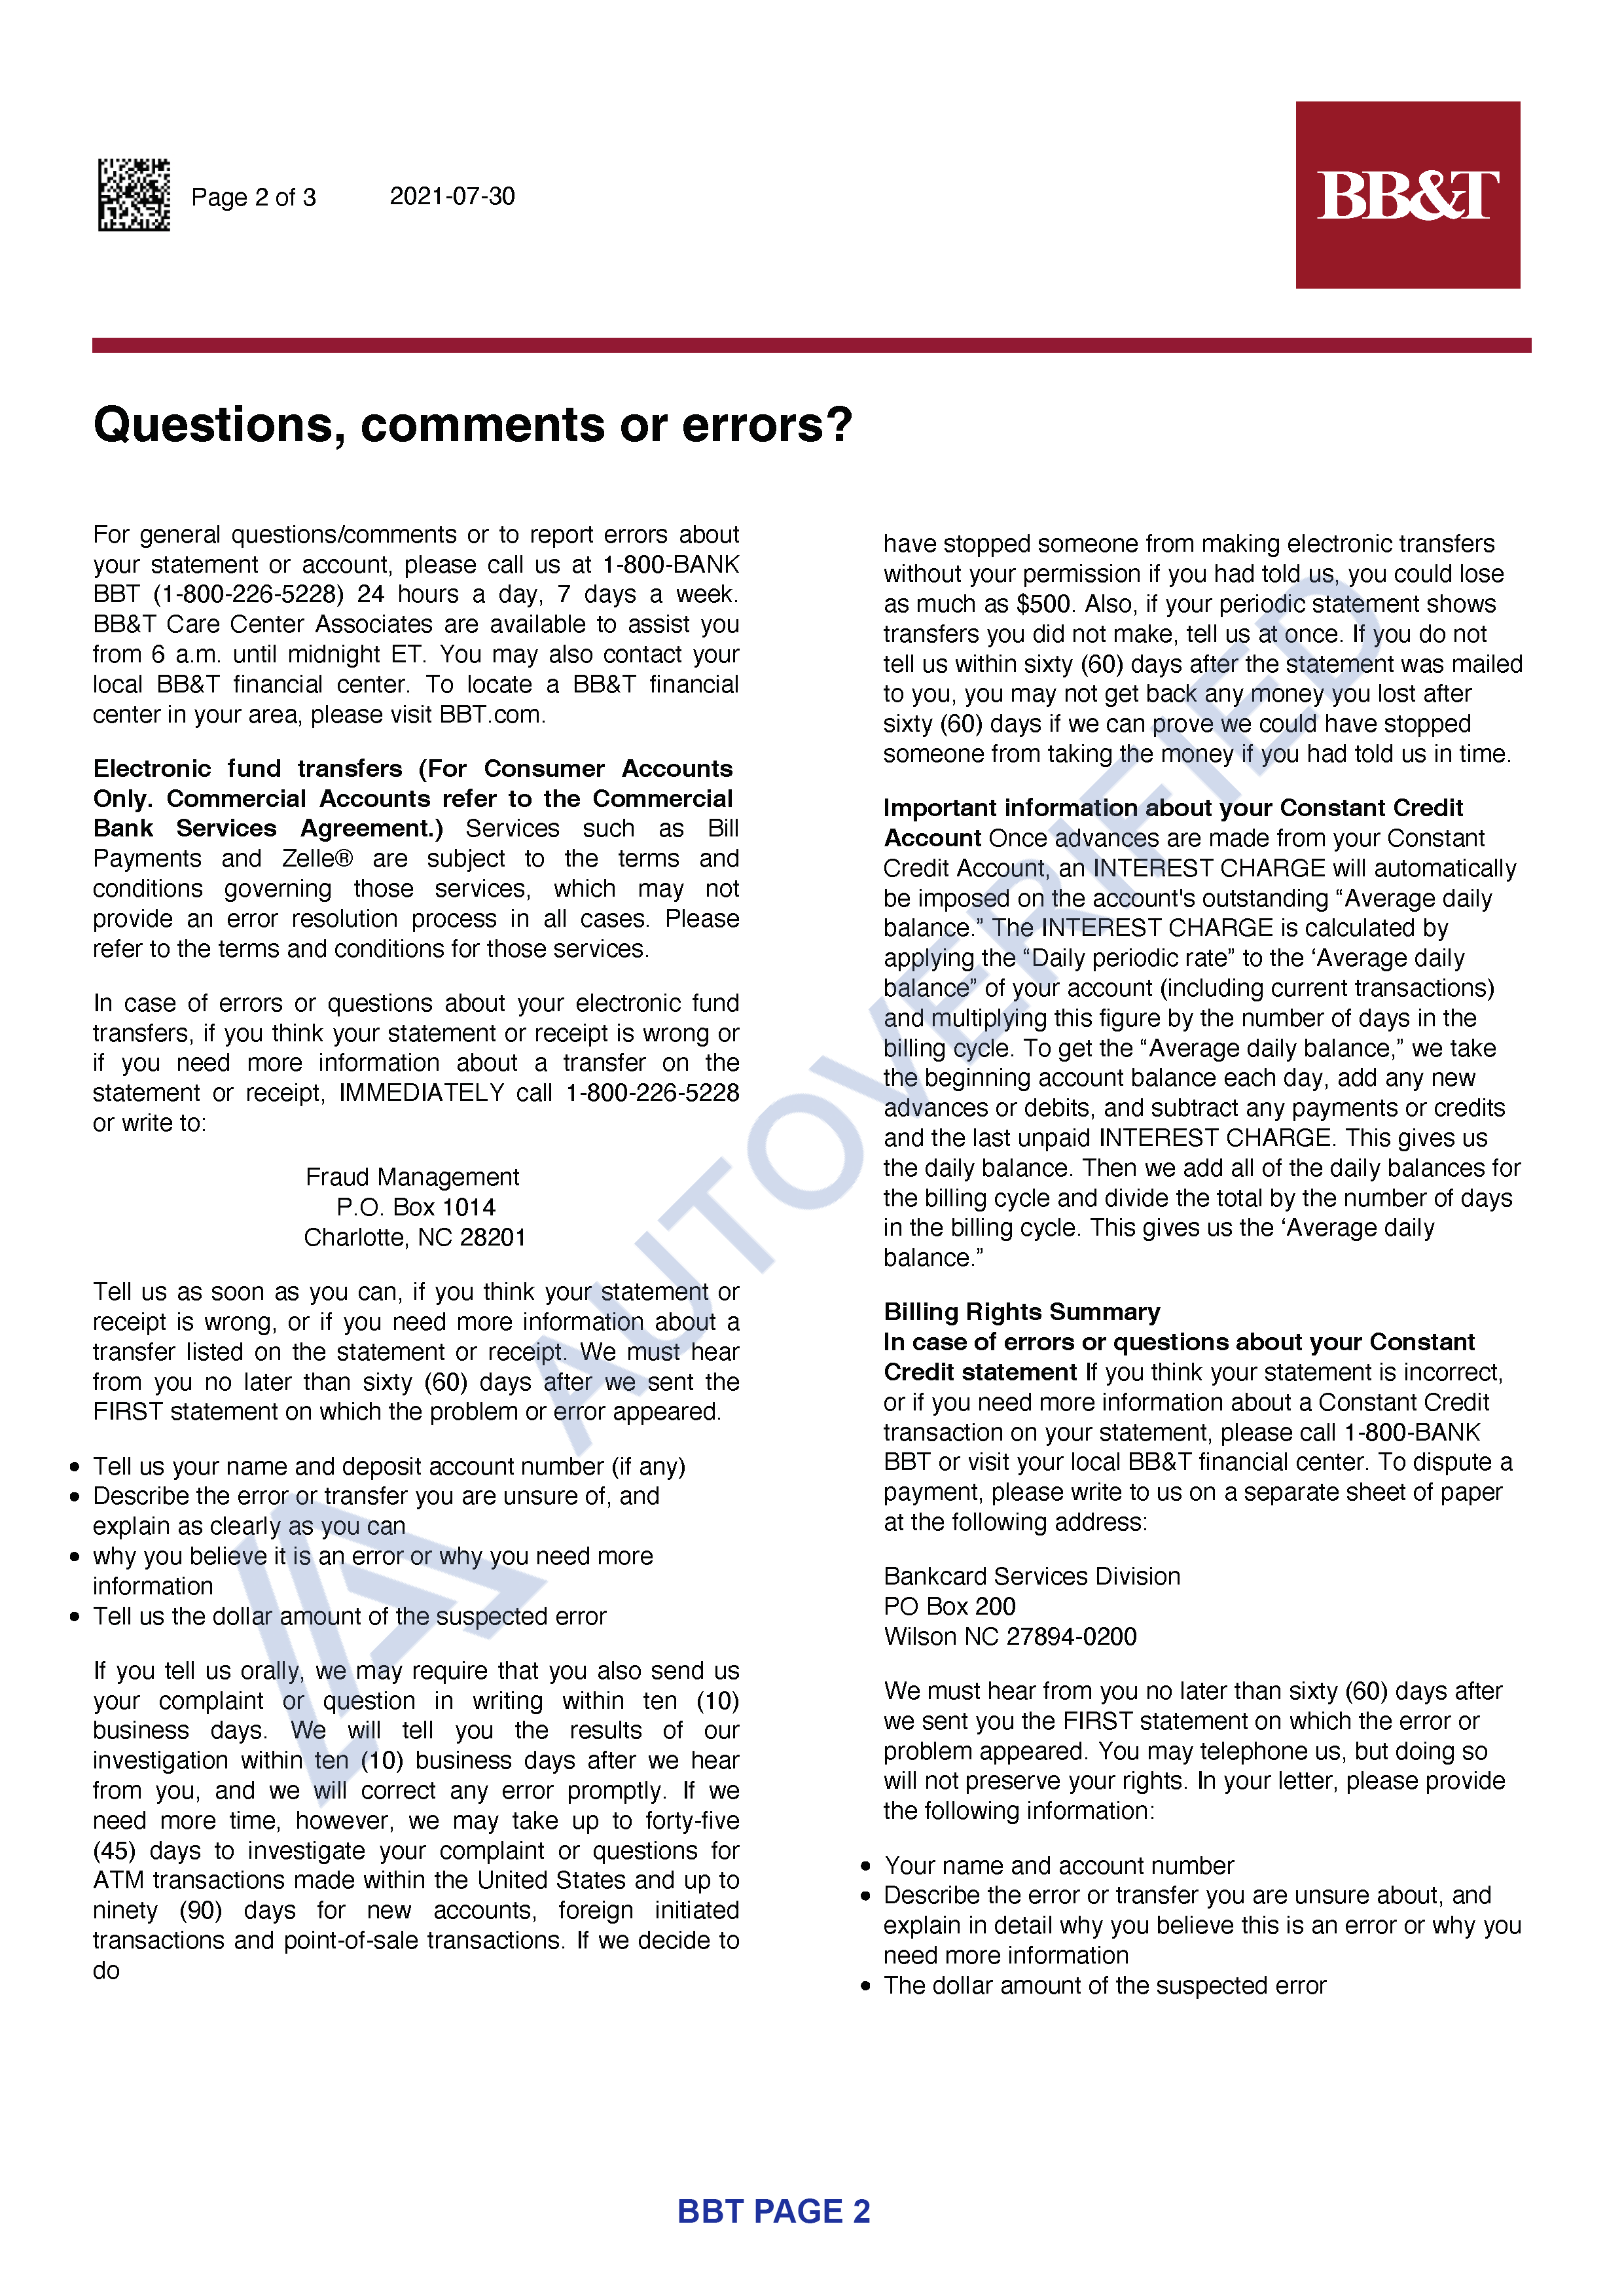 Page 2 of 3 2021-07-30
BB&T
Questions, comments or errors?
For general questions/comments or to report errors about
your statement or account, please call us at 1-800-BANK
BBT (1-800-226-5228) 24 hours a day, 7 days a week.
BB&T Care Center Associates are available to assist you
from 6 a.m. until midnight ET. You may also contact your
local BB&T financial center. To locate a BB&T financial
center in your area, please visit BBT.com.
Electronic fund transfers (For Consumer Accounts
Only. Commercial Accounts refer to the Commercial
Bank Services Agreement.) Services such as Bill
Payments and Zelle® are subject to the terms and
conditions governing those services, which may not
provide an error resolution process in all cases. Please
refer to the terms and conditions for those services.
In case of errors or questions about your electronic fund
transfers, if you think your statement or receipt is wrong or
if you need more information about a transfer on the
statement or receipt, IMMEDIATELY call 1-800-226-5228
or write to:
Fraud Management
P.O. Box 1014
Charlotte, NC 28201
Tell us as soon as you can, if you think your statement or
receipt is wrong, or if you need more information about a
transfer listed on the statement or receipt. We must hear
from you no later than sixty (60) days after we sent the
FIRST statement on which the problem or error appeared.
• Tell us your name and deposit account number (if any)
• Describe the error or transfer you are unsure of, and
explain as clearly as you can
• why you believe it is an error or why you need more
information
• Tell us the dollar amount of the suspected error
If you tell us orally, we may require that you also send us
your complaint or question in writing within ten (10)
business days. We will tell you the results of our
investigation within ten (10) business days after we hear
from you, and we will correct any error promptly. If we
need more time, however, we may take up to forty-five
(45) days to investigate your complaint or questions for
ATM transactions made within the United States and up to
ninety (90) days for new accounts, foreign initiated
transactions and point-of-sale transactions. If we decide to
do
have stopped someone from making electronic transfers
without your permission if you had told us, you could lose
as much as $500. Also, if your periodic statement shows
transfers you did not make, tell us at once. If you do not
tell us within sixty (60) days after the statement was mailed
to you, you may not get back any money you lost after
sixty (60) days if we can prove we could have stopped
someone from taking the money if you had told us in time.
Important information about your Constant Credit
Account Once advances are made from your Constant
Credit Account, an INTEREST CHARGE will automatically
be imposed on the account's outstanding “Average daily
balance.” The INTEREST CHARGE is calculated by
applying the “Daily periodic rate” to the ‘Average daily
balance” of your account (including current transactions)
and multiplying this figure by the number of days in the
billing cycle. To get the “Average daily balance,” we take
the beginning account balance each day, add any new
advances or debits, and subtract any payments or credits
and the last unpaid INTEREST CHARGE. This gives us
the daily balance. Then we add all of the daily balances for
the billing cycle and divide the total by the number of days
in the billing cycle. This gives us the ‘Average daily
balance.”
Billing Rights Summary
In case of errors or questions about your Constant
Credit statement If you think your statement is incorrect,
or if you need more information about a Constant Credit
transaction on your statement, please call 1-800-BANK
BBT or visit your local BB&T financial center. To dispute a
payment, please write to us on a separate sheet of paper
at the following address:
Bankcard Services Division
PO Box 200
Wilson NC 27894-0200
We must hear from you no later than sixty (60) days after
we sent you the FIRST statement on which the error or
problem appeared. You may telephone us, but doing so
will not preserve your rights. In your letter, please provide
the following information:
• Your name and account number
• Describe the error or transfer you are unsure about, and
explain in detail why you believe this is an error or why you
need more information
• The dollar amount of the suspected error
AUTOVERIFIED
BBT PAGE 2